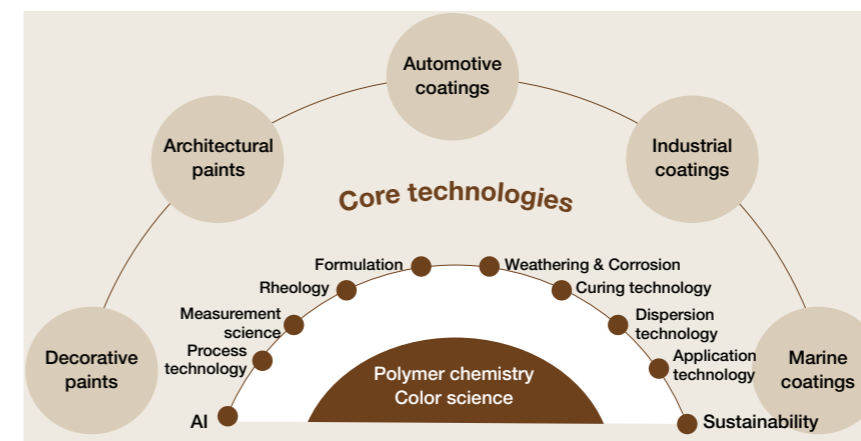 Automotive
coatings
Architectural
paints
Industrial
coatings
Core technologies
Formulation
Weathering & Corrosion
Rheology
Curing technology
Measurement
science
Dispersion
technology
Process
technology
Application
technology
Decorative
paints
Marine
coatings
Polymer chemistry
Color science
AI
Sustainability